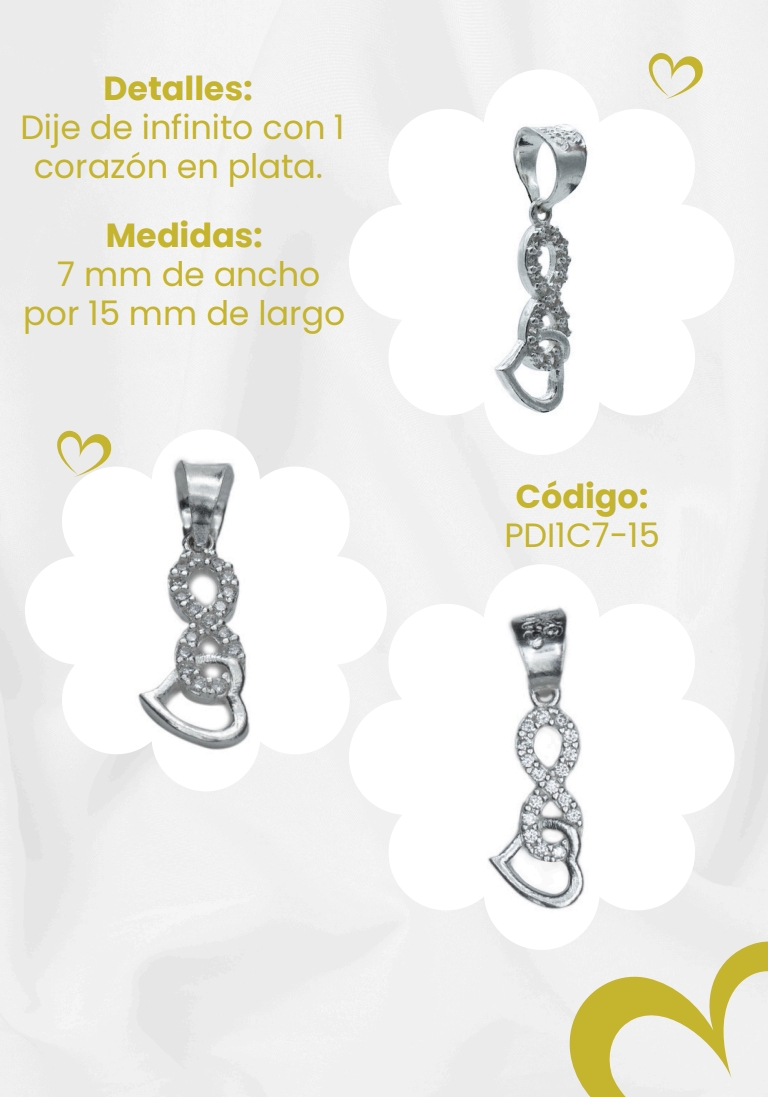 Detalles:
Dije de infinito con 1
corazón en plata.
Medidas:
7 mm de ancho
por 15 mm de largo
Código:
PDI1C7-15